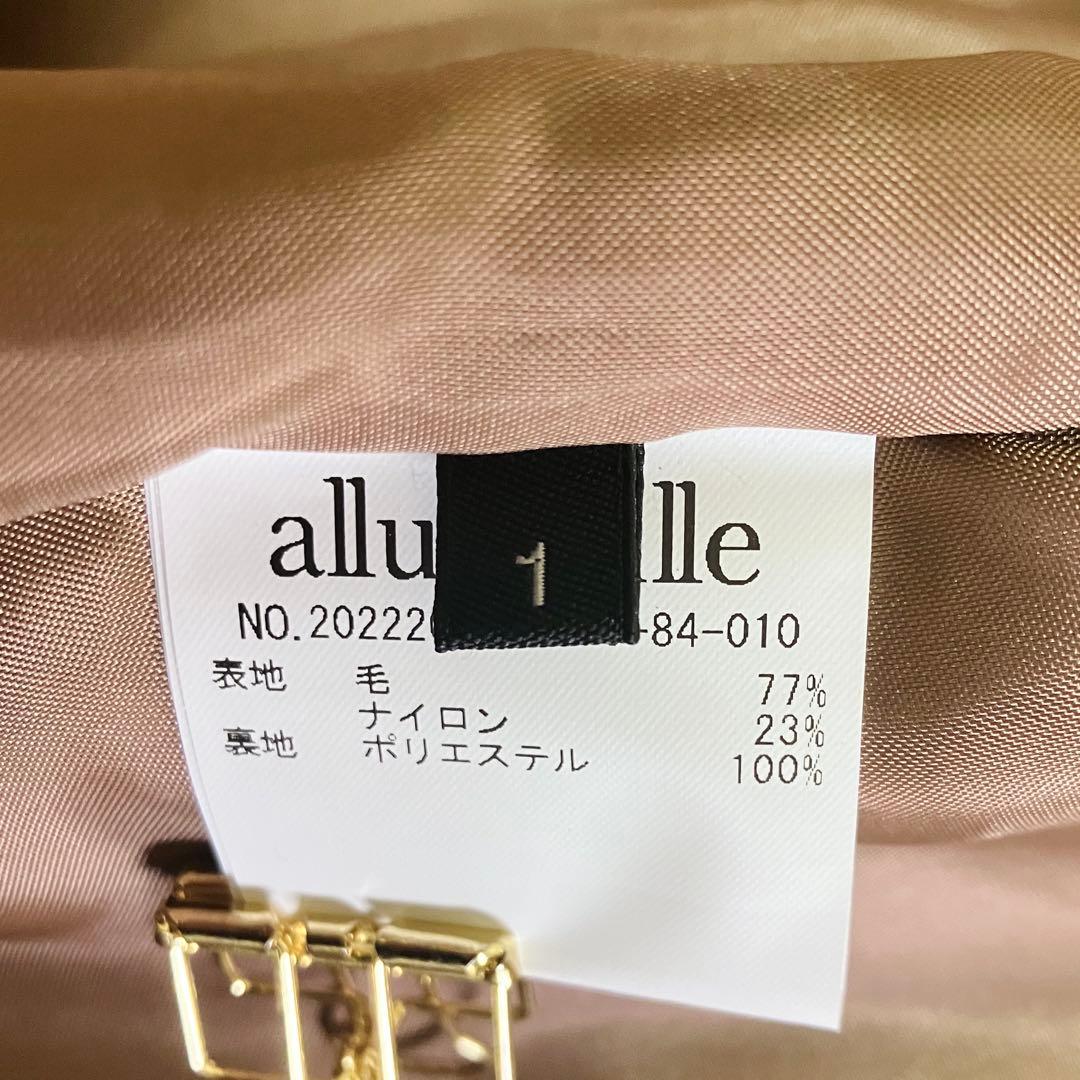 allu lle
1
NO.20222 -84-010
表地 毛 77%
ナイロン 23%
裏地 ポリエステル 100%